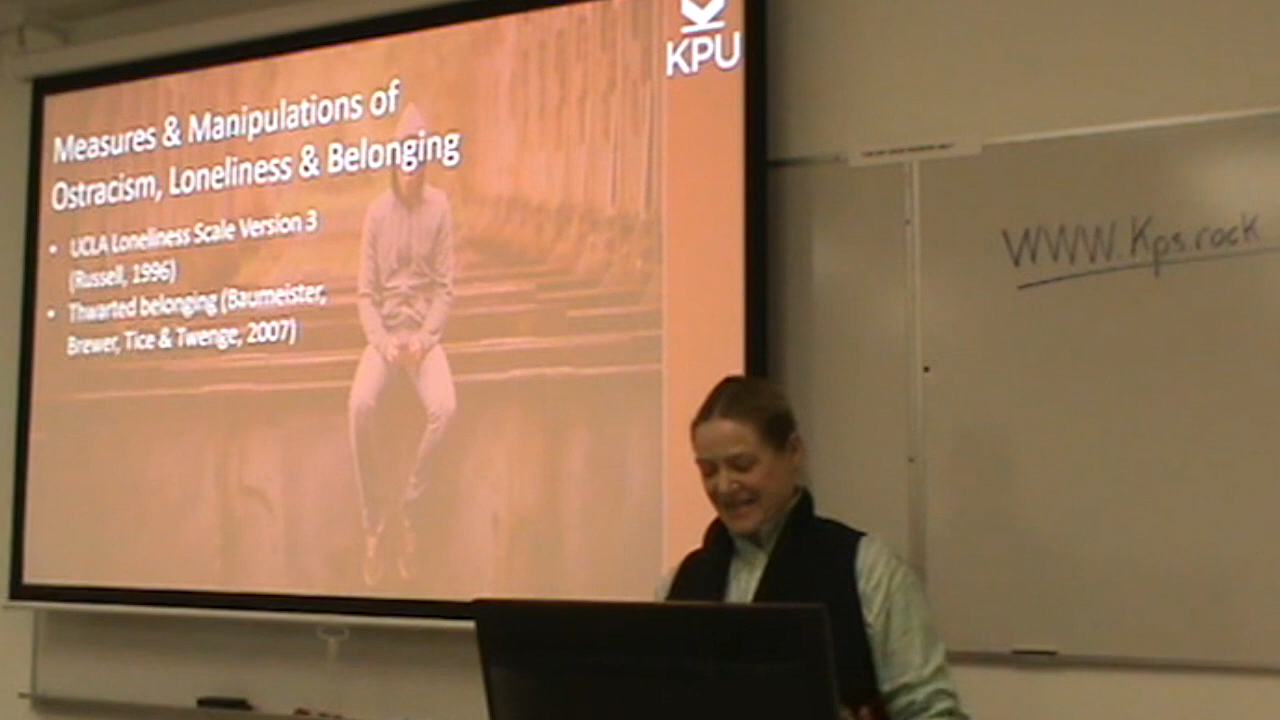 KPU
Measures & Manipulations of
Ostracism, Loneliness & Belonging
• UCLA Loneliness Scale Version 3
(Russell, 1996)
• Thwarted belonging (Baumeister,
Brewer, Tice & Twenge, 2007)
WWW.Kps.rock